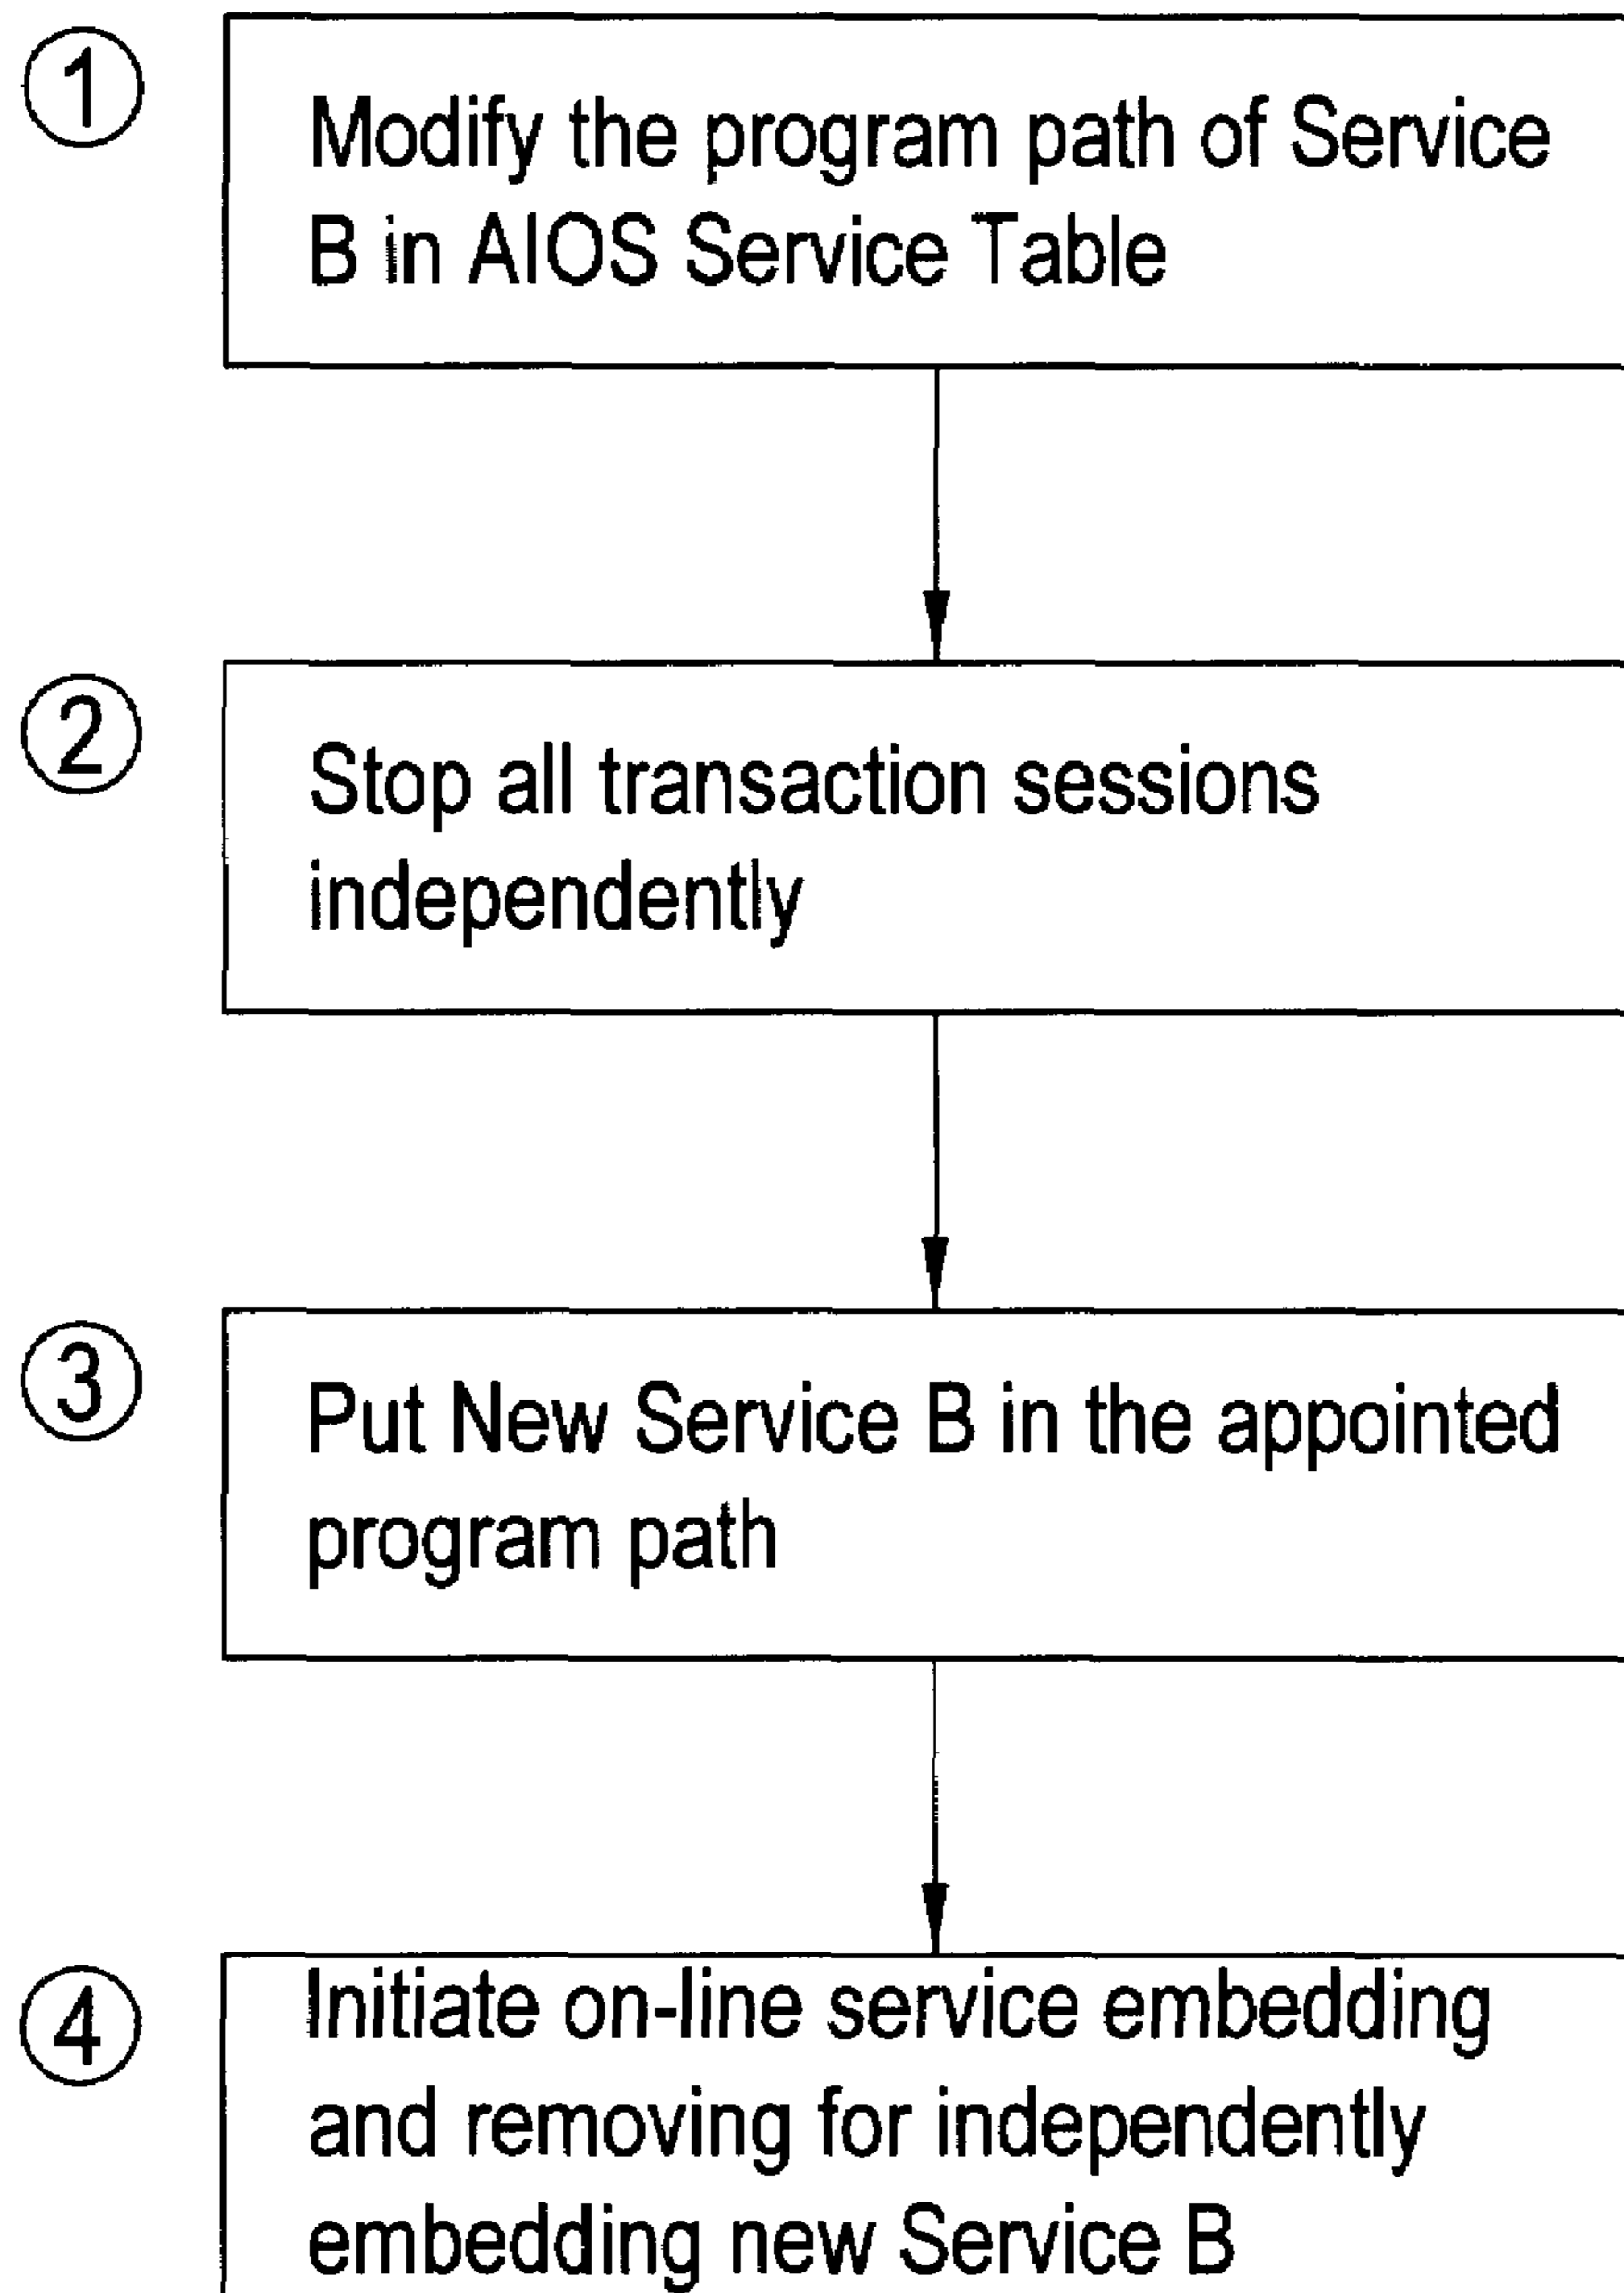 ①
Modify the program path of Service
B in AIOS Service Table
②
Stop all transaction sessions
independently
③
Put New Service B in the appointed
program path
④
Initiate on-line service embedding
and removing for independently
embedding new Service B